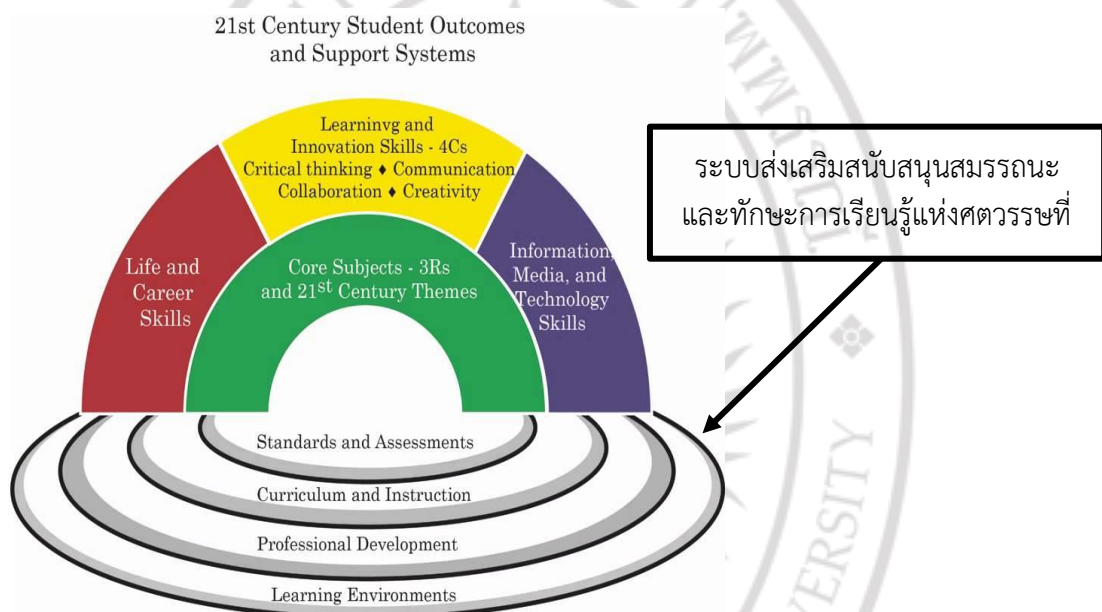 21st Century Student Outcomes
and Support Systems
Learninvg and
Innovation Skills - 4Cs
Critical thinking ♦ Communication
Collaboration ♦ Creativity
Life and
Career
Skills
Core Subjects - 3Rs
and 21st Century Themes
Information,
Media, and
Technology
Skills
ระบบส่งเสริมสนับสนุนสมรรถนะ
และทักษะการเรียนรู้แห่งศตวรรษที่
Standards and Assessments
Curriculum and Instruction
Professional Development
Learning Environments